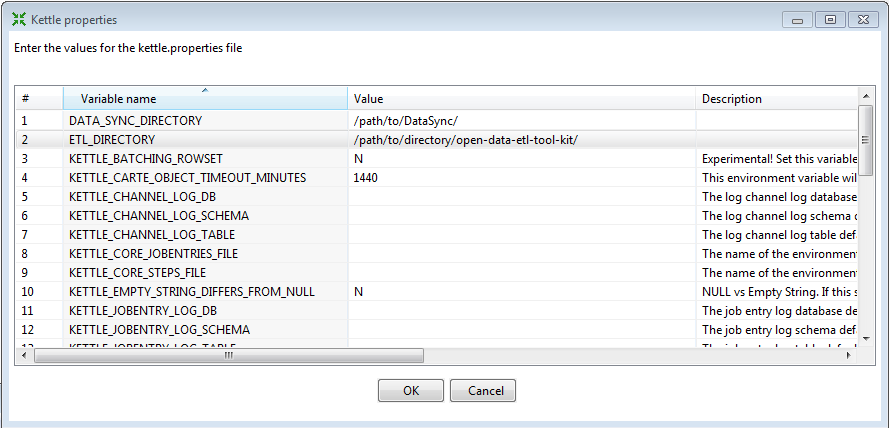 Kettle properties
Enter the values for the kettle.properties file
# Variable name Value Description
1 DATA_SYNC_DIRECTORY /path/to/DataSync/
2 ETL_DIRECTORY /path/to/directory/open-data-etl-tool-kit/
3 KETTLE_BATCHING_ROWSET N Experimental! Set this variable
4 KETTLE_CARTE_OBJECT_TIMEOUT_MINUTES 1440 This environment variable wil
5 KETTLE_CHANNEL_LOG_DB The log channel log database
6 KETTLE_CHANNEL_LOG_SCHEMA The log channel log schema d
7 KETTLE_CHANNEL_LOG_TABLE The log channel log table def
8 KETTLE_CORE_JOBENTRIES_FILE The name of the environment
9 KETTLE_CORE_STEPS_FILE The name of the environment
10 KETTLE_EMPTY_STRING_DIFFERS_FROM_NULL N NULL vs Empty String. If this s
11 KETTLE_JOBENTRY_LOG_DB The job entry log database de
12 KETTLE_JOBENTRY_LOG_SCHEMA The job entry log schema def
OK Cancel